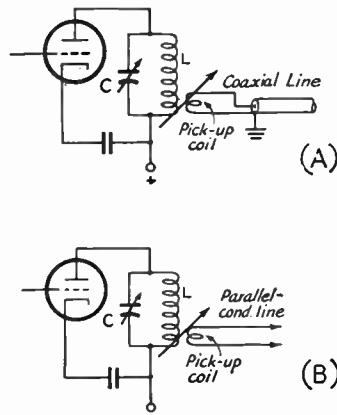 L
C
Coaxial Line
Pick-up
coil
+
(A)
L
C
Parallel-
cond. line
Pick-up
coil
(B)